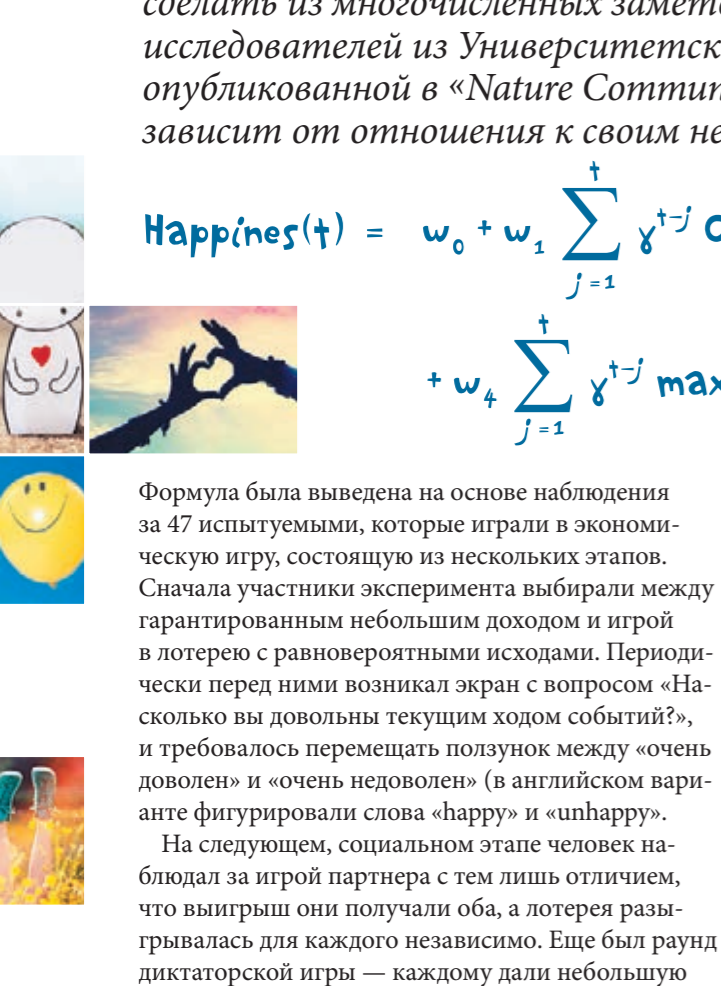 сделать из многочисленных
исследователей из
опубликованной в «Nature
зависит от отношения к своим
Happines(t) = w₀ + w₁ ∑ⱼ₌₁ᵗ γᵗ⁻ʲ
+ w₄ ∑ⱼ₌₁ᵗ γᵗ⁻ʲ max
Формула была выведена на основе наблюдения
за 47 испытуемыми, которые играли в экономи-
ческую игру, состоящую из нескольких этапов.
Сначала участники эксперимента выбирали между
гарантированным небольшим доходом и игрой
в лотерею с равновероятными исходами. Периоди-
чески перед ними возникал экран с вопросом «На-
сколько вы довольны текущим ходом событий?»,
и требовалось перемещать ползунок между «очень
доволен» и «очень недоволен» (в английском вари-
анте фигурировали слова «happy» и «unhappy».
На следующем, социальном этапе человек на-
блюдал за игрой партнера с тем лишь отличием,
что выигрыш они получали оба, а лотерея разы-
грывалась для каждого независимо. Еще был раунд
диктаторской игры — каждому дали небольшую